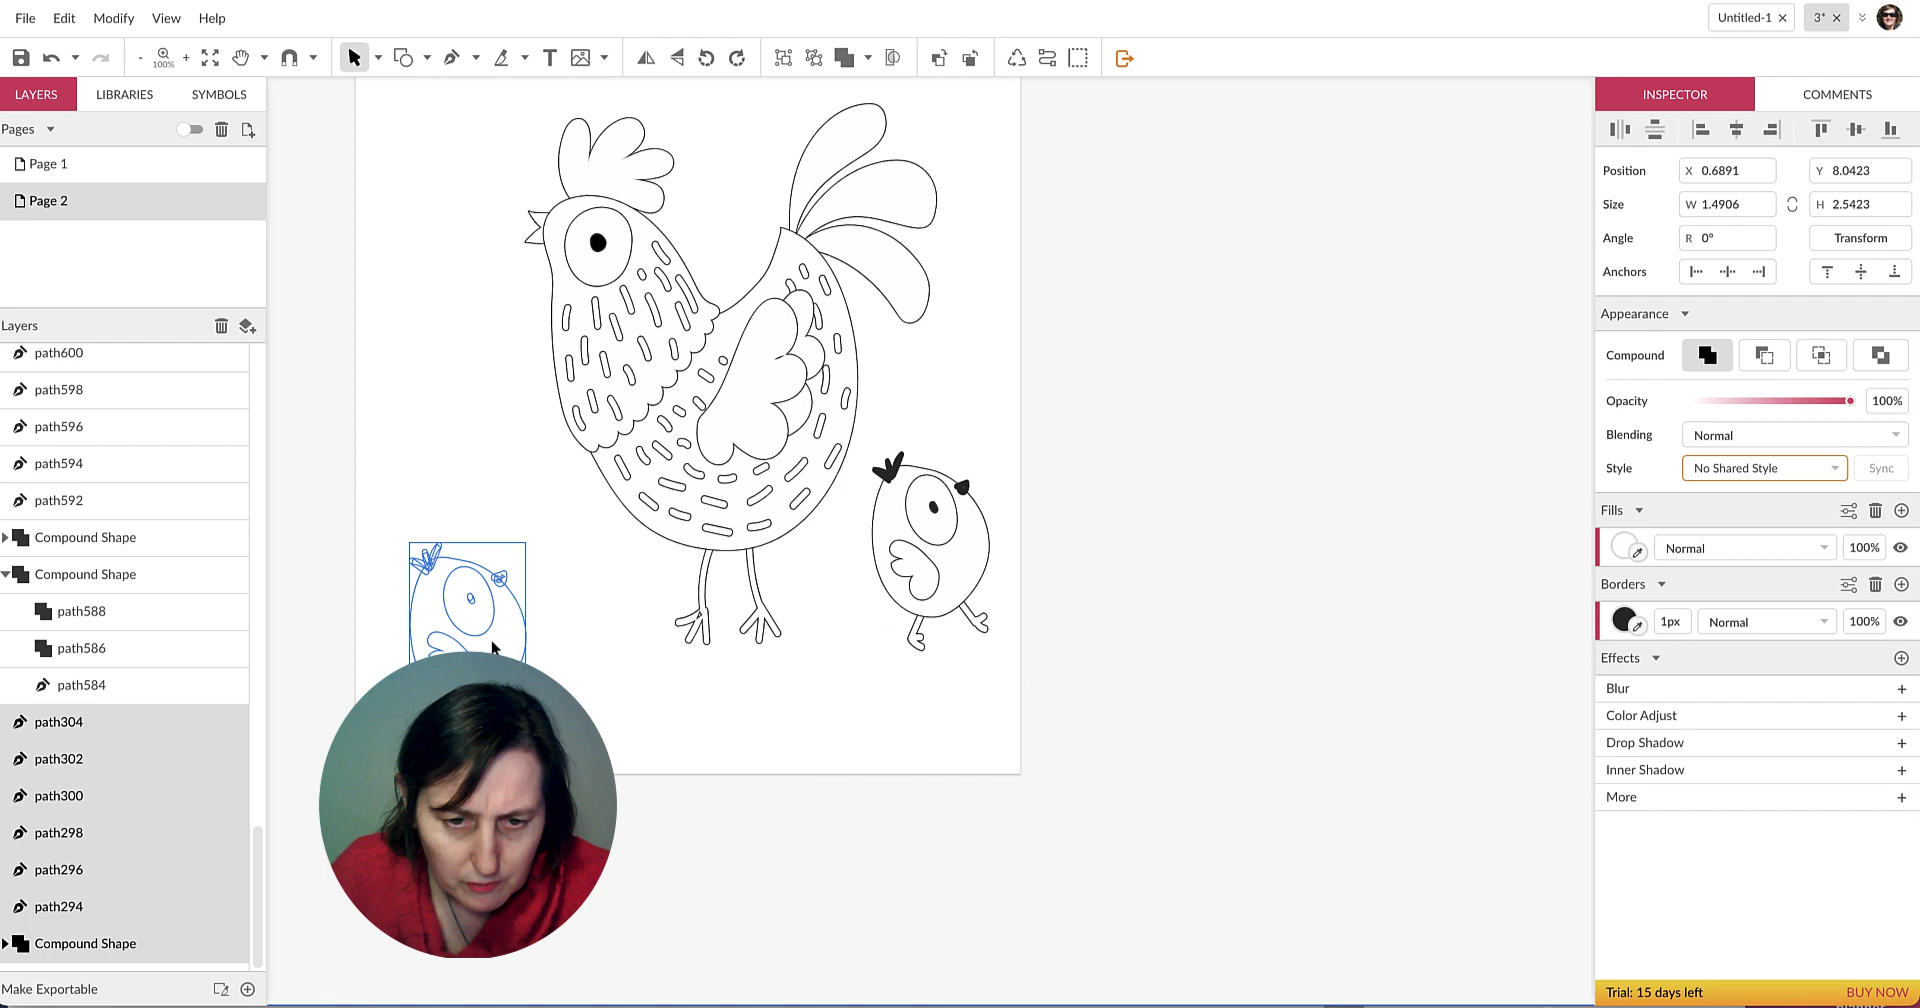 File Edit Modify View Help Untitled-1 3*
- 100% +
LAYERS LIBRARIES SYMBOLS INSPECTOR COMMENTS
Pages
Page 1
Page 2
Layers
path600
path598
path596
path594
path592
Compound Shape
Compound Shape
path588
path586
path584
path304
path302
path300
path298
path296
path294
Compound Shape
Make Exportable
Position X 0.6891 Y 8.0423
Size W 1.4906 H 2.5423
Angle R 0° Transform
Anchors
Appearance
Compound
Opacity 100%
Blending Normal
Style No Shared Style Sync
Fills
Normal 100%
Borders
1px Normal 100%
Effects
Blur +
Color Adjust +
Drop Shadow +
Inner Shadow +
More +
Trial: 15 days left BUY NOW